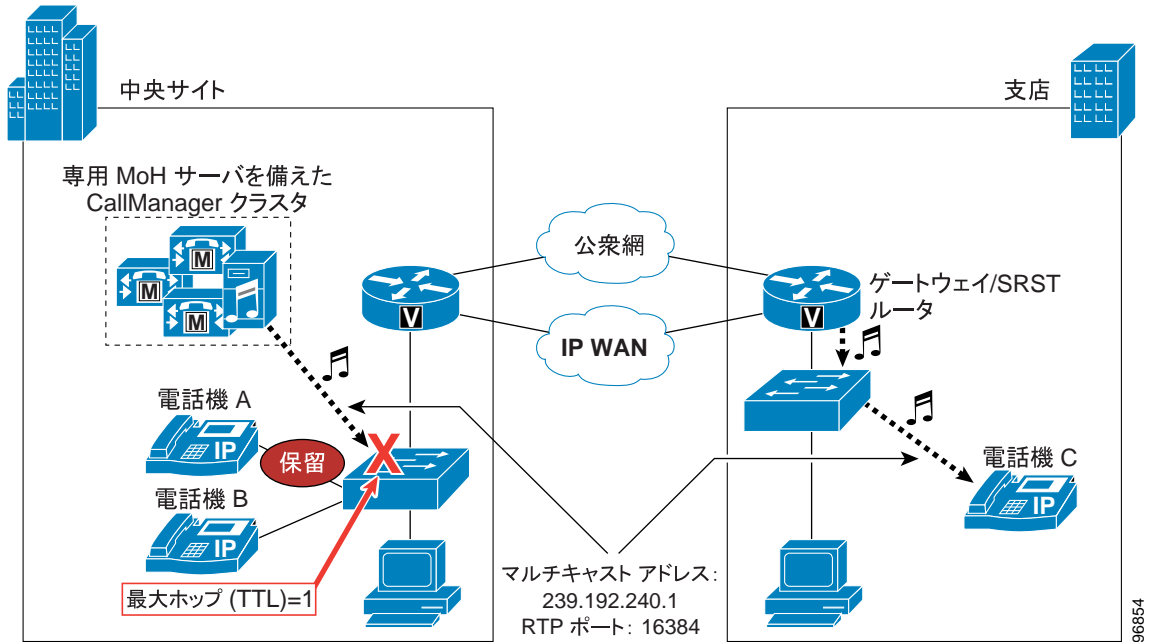 中央サイト
支店
専用 MoH サーバを備えた
CallManager クラスタ
M
M
M
公衆網
IP WAN
V
V
ゲートウェイ/SRST
ルータ
電話機 A
IP
保留
X
電話機 B
IP
電話機 C
IP
最大ホップ (TTL)=1
マルチキャスト アドレス:
239.192.240.1
RTP ポート: 16384
96854